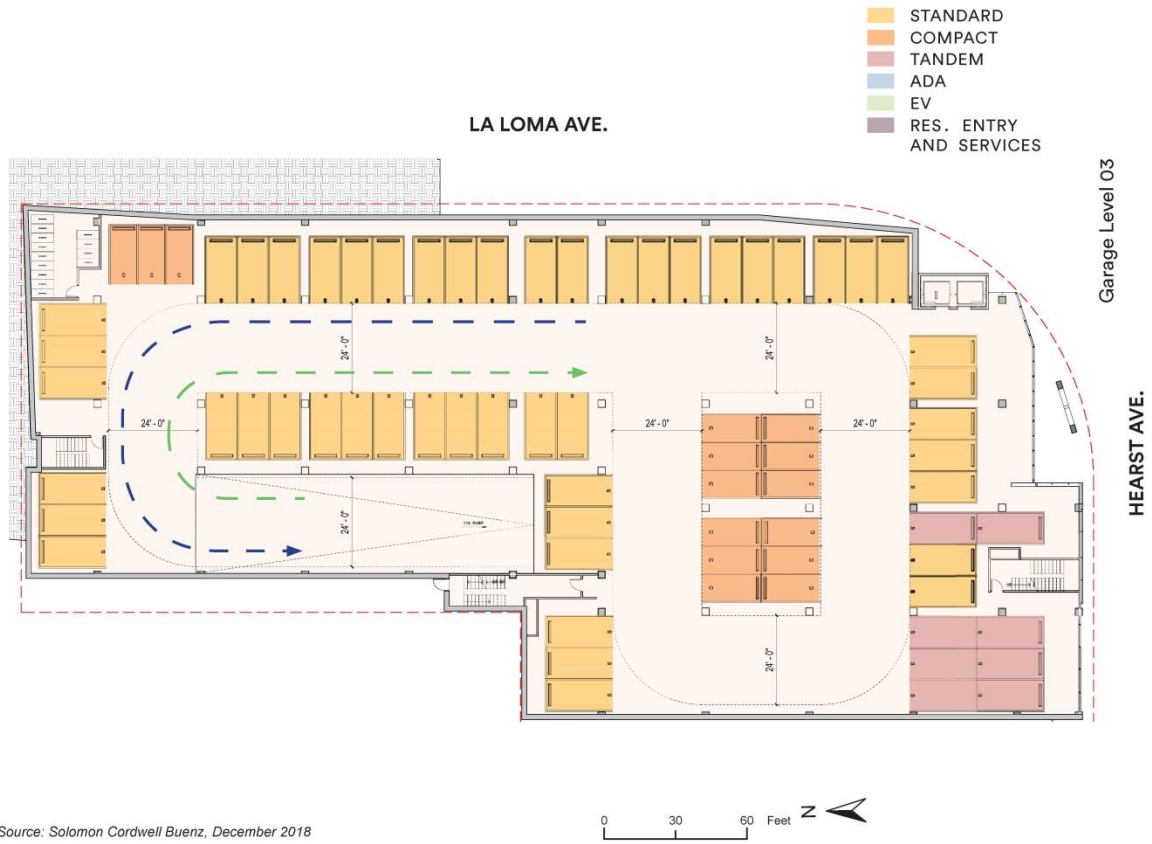 STANDARD
COMPACT
TANDEM
ADA
EV
RES. ENTRY
AND SERVICES
LA LOMA AVE.
Garage Level 03
HEARST AVE.
24' - 0"
24' - 0"
24' - 0"
24' - 0"
24' - 0"
24' - 0"
24' - 0"
0 30 60 Feet
N
Source: Solomon Cordwell Buenz, December 2018